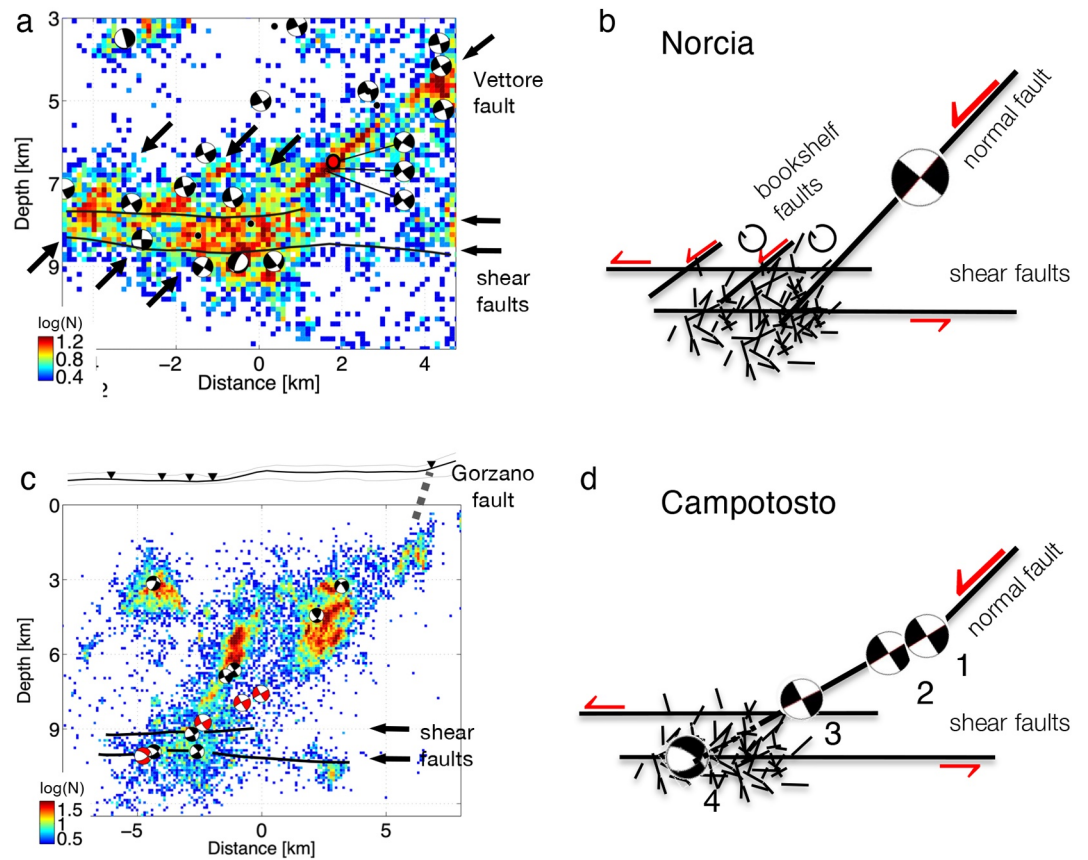 a
3
5
7
9
Depth [km]
Vettore
fault
shear
faults
log(N)
1.2
0.8
0.4
−2
0
2
4
Distance [km]
2
b
Norcia
normal fault
bookshelf
faults
shear faults
c
Gorzano
fault
0
3
6
9
Depth [km]
shear
faults
log(N)
1.5
1
0.5
−5
0
5
Distance [km]
d
Campotosto
normal fault
1
2
3
4
shear faults